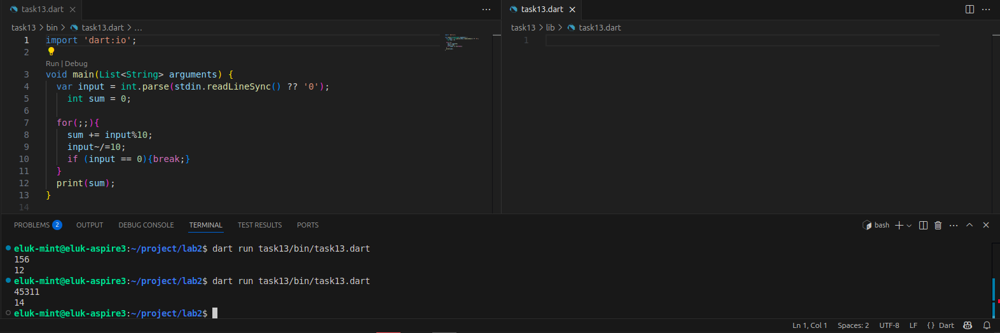 task13.dart
task13 > bin > task13.dart > ...
1 import 'dart:io';
2
Run | Debug
3 void main(List<String> arguments) {
4 var input = int.parse(stdin.readLineSync() ?? '0');
5 int sum = 0;
6
7 for(;;){
8 sum += input%10;
9 input~/=10;
10 if (input == 0){break;}
11 }
12 print(sum);
13 }
14
task13.dart
task13 > lib > task13.dart
1
PROBLEMS 2 OUTPUT DEBUG CONSOLE TERMINAL TEST RESULTS PORTS bash
eluk-mint@eluk-aspire3:~/project/lab2$ dart run task13/bin/task13.dart
156
12
eluk-mint@eluk-aspire3:~/project/lab2$ dart run task13/bin/task13.dart
45311
14
eluk-mint@eluk-aspire3:~/project/lab2$
Ln 1, Col 1 Spaces: 2 UTF-8 LF {} Dart